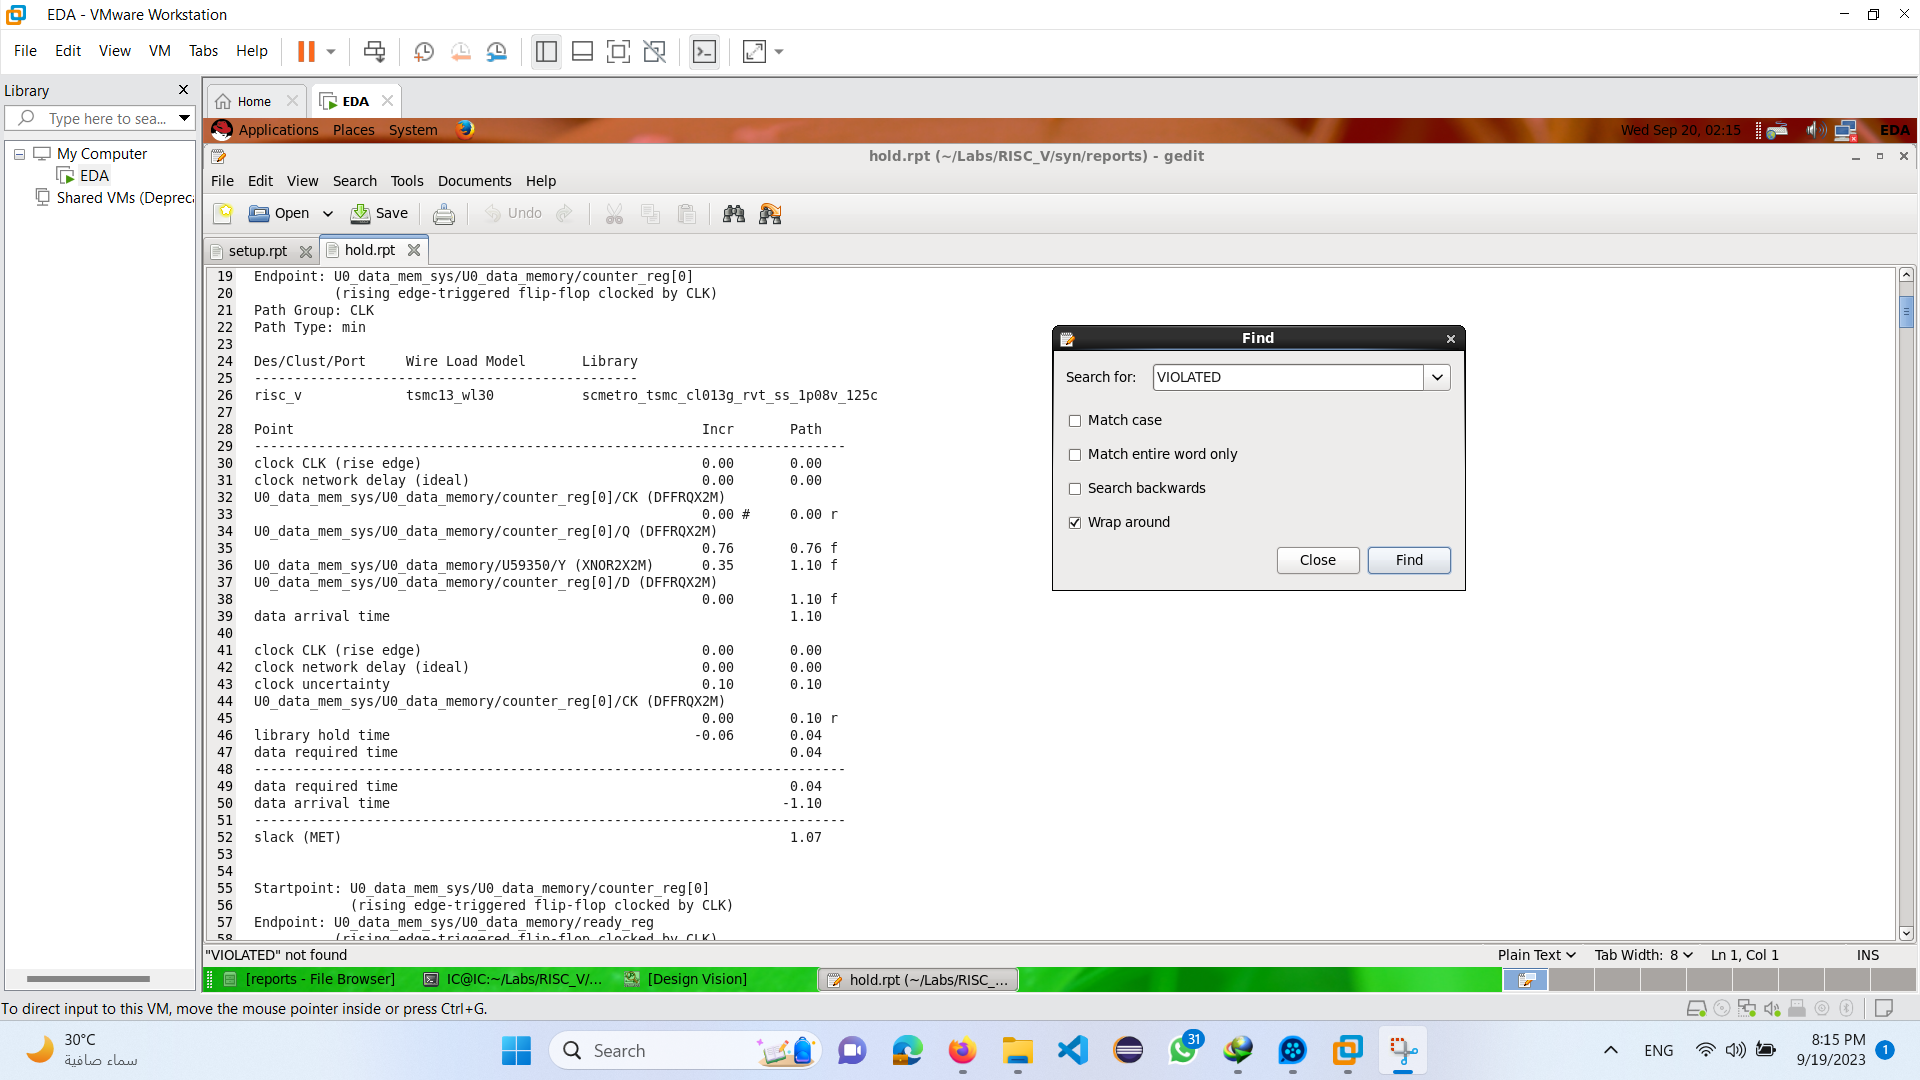 EDA - VMware Workstation
File Edit View VM Tabs Help
Library
Type here to sea...
My Computer
EDA
Shared VMs (Depreca
Home
EDA
Applications Places System
Wed Sep 20, 02:15
EDA
hold.rpt (~/Labs/RISC_V/syn/reports) - gedit
File Edit View Search Tools Documents Help
Open Save Undo
setup.rpt hold.rpt
19 Endpoint: U0_data_mem_sys/U0_data_memory/counter_reg[0]
20 (rising edge-triggered flip-flop clocked by CLK)
21 Path Group: CLK
22 Path Type: min
23
24 Des/Clust/Port Wire Load Model Library
25 ------------------------------------------------
26 risc_v tsmc13_wl30 scmetro_tsmc_cl013g_rvt_ss_1p08v_125c
27
28 Point Incr Path
29 --------------------------------------------------------------------------
30 clock CLK (rise edge) 0.00 0.00
31 clock network delay (ideal) 0.00 0.00
32 U0_data_mem_sys/U0_data_memory/counter_reg[0]/CK (DFFRQX2M)
33 0.00 # 0.00 r
34 U0_data_mem_sys/U0_data_memory/counter_reg[0]/Q (DFFRQX2M)
35 0.76 0.76 f
36 U0_data_mem_sys/U0_data_memory/U59350/Y (XNOR2X2M) 0.35 1.10 f
37 U0_data_mem_sys/U0_data_memory/counter_reg[0]/D (DFFRQX2M)
38 0.00 1.10 f
39 data arrival time 1.10
40
41 clock CLK (rise edge) 0.00 0.00
42 clock network delay (ideal) 0.00 0.00
43 clock uncertainty 0.10 0.10
44 U0_data_mem_sys/U0_data_memory/counter_reg[0]/CK (DFFRQX2M)
45 0.00 0.10 r
46 library hold time -0.06 0.04
47 data required time 0.04
48 --------------------------------------------------------------------------
49 data required time 0.04
50 data arrival time -1.10
51 --------------------------------------------------------------------------
52 slack (MET) 1.07
53
54
55 Startpoint: U0_data_mem_sys/U0_data_memory/counter_reg[0]
56 (rising edge-triggered flip-flop clocked by CLK)
57 Endpoint: U0_data_mem_sys/U0_data_memory/ready_reg
58 (rising edge-triggered flip-flop clocked by CLK)
Find
Search for: VIOLATED
Match case
Match entire word only
Search backwards
Wrap around
Close Find
"VIOLATED" not found
Plain Text Tab Width: 8 Ln 1, Col 1 INS
[reports - File Browser] IC@IC:~/Labs/RISC_V/... [Design Vision] hold.rpt (~/Labs/RISC_...
To direct input to this VM, move the mouse pointer inside or press Ctrl+G.
30°C
سماء صافية
Search
31
ENG
8:15 PM
9/19/2023
1